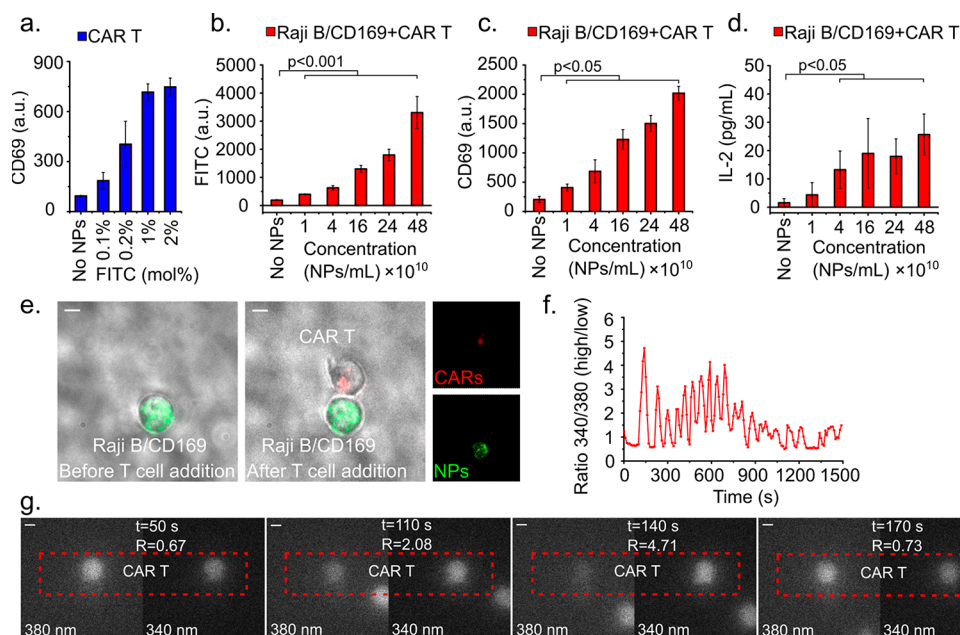 a.
CAR T
CD69 (a.u.)
900
600
300
0
No NPs
0.1%
0.2%
1%
2%
FITC (mol%)
b.
Raji B/CD169+CAR T
p<0.001
FITC (a.u.)
5000
4000
3000
2000
1000
0
No NPs
1 4 16 24 48
Concentration
(NPs/mL) ×10¹⁰
c.
Raji B/CD169+CAR T
p<0.05
CD69 (a.u.)
2500
2000
1500
1000
500
0
No NPs
1 4 16 24 48
Concentration
(NPs/mL) ×10¹⁰
d.
Raji B/CD169+CAR T
p<0.05
IL-2 (pg/mL)
50
40
30
20
10
0
No NPs
1 4 16 24 48
Concentration
(NPs/mL) ×10¹⁰
e.
Raji B/CD169
Before T cell addition
CAR T
Raji B/CD169
After T cell addition
CARs
NPs
f.
Ratio 340/380 (high/low)
6
5
4
3
2
1
0
0 300 600 900 1200 1500
Time (s)
g.
t=50 s
R=0.67
CAR T
380 nm 340 nm
t=110 s
R=2.08
CAR T
380 nm 340 nm
t=140 s
R=4.71
CAR T
380 nm 340 nm
t=170 s
R=0.73
CAR T
380 nm 340 nm